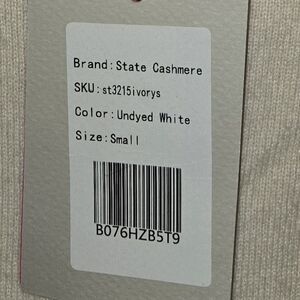 Brand:State Cashmere
SKU:st3215ivorys
Color:Undyed White
Size:Small
B076HZB5T9